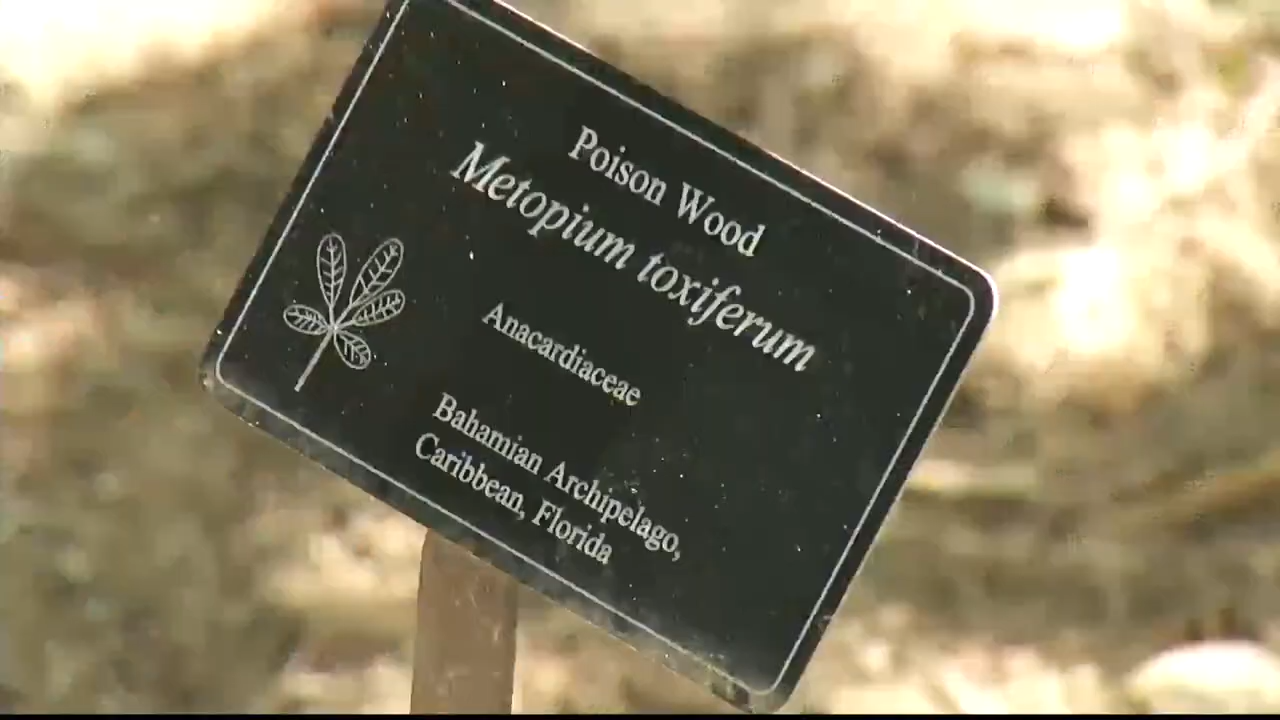 Poison Wood
Metopium toxiferum
Anacardiaceae
Bahamian Archipelago,
Caribbean, Florida